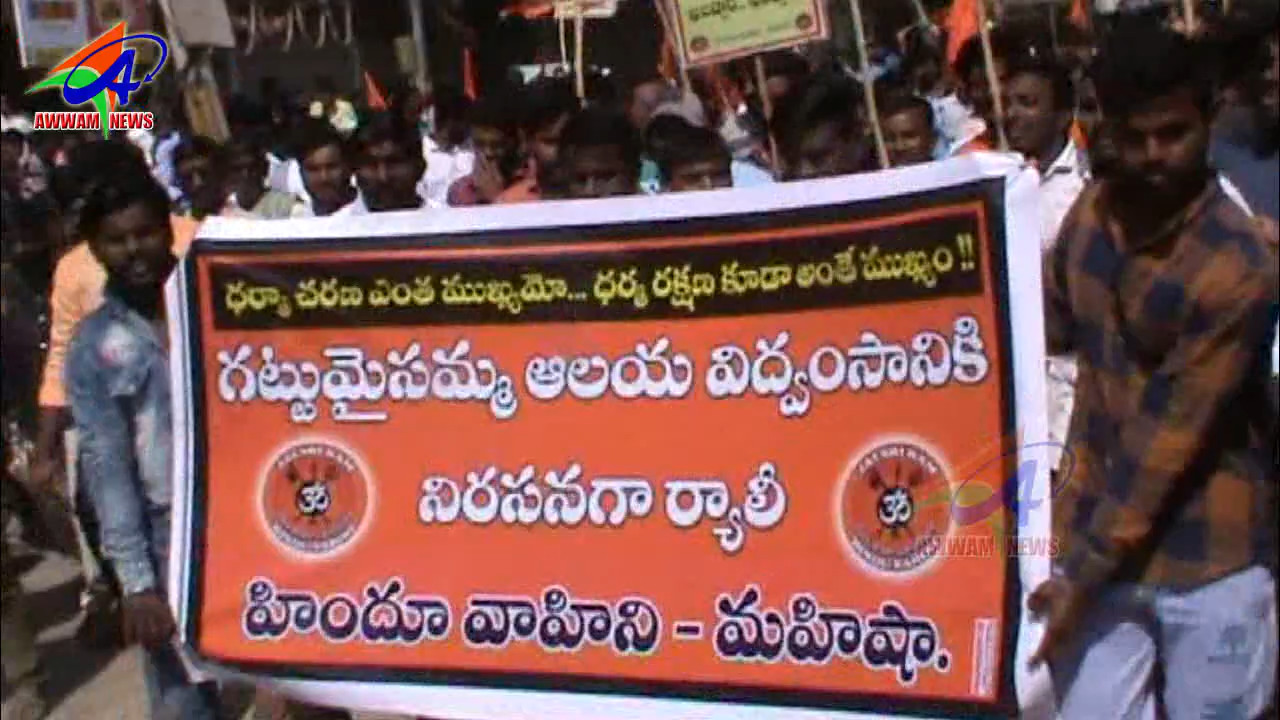 AWWAM NEWS
ధర్మా చరణ ఎంత ముఖ్యమో... ధర్మ రక్షణ కూడా అంతే ముఖ్యం !!
గట్టుమైసమ్మ ఆలయ విధ్వంసానికి
నిరసనగా ర్యాలీ
హిందూ వాహిని - మహిషా.
ॐ
ॐ
AWWAM NEWS